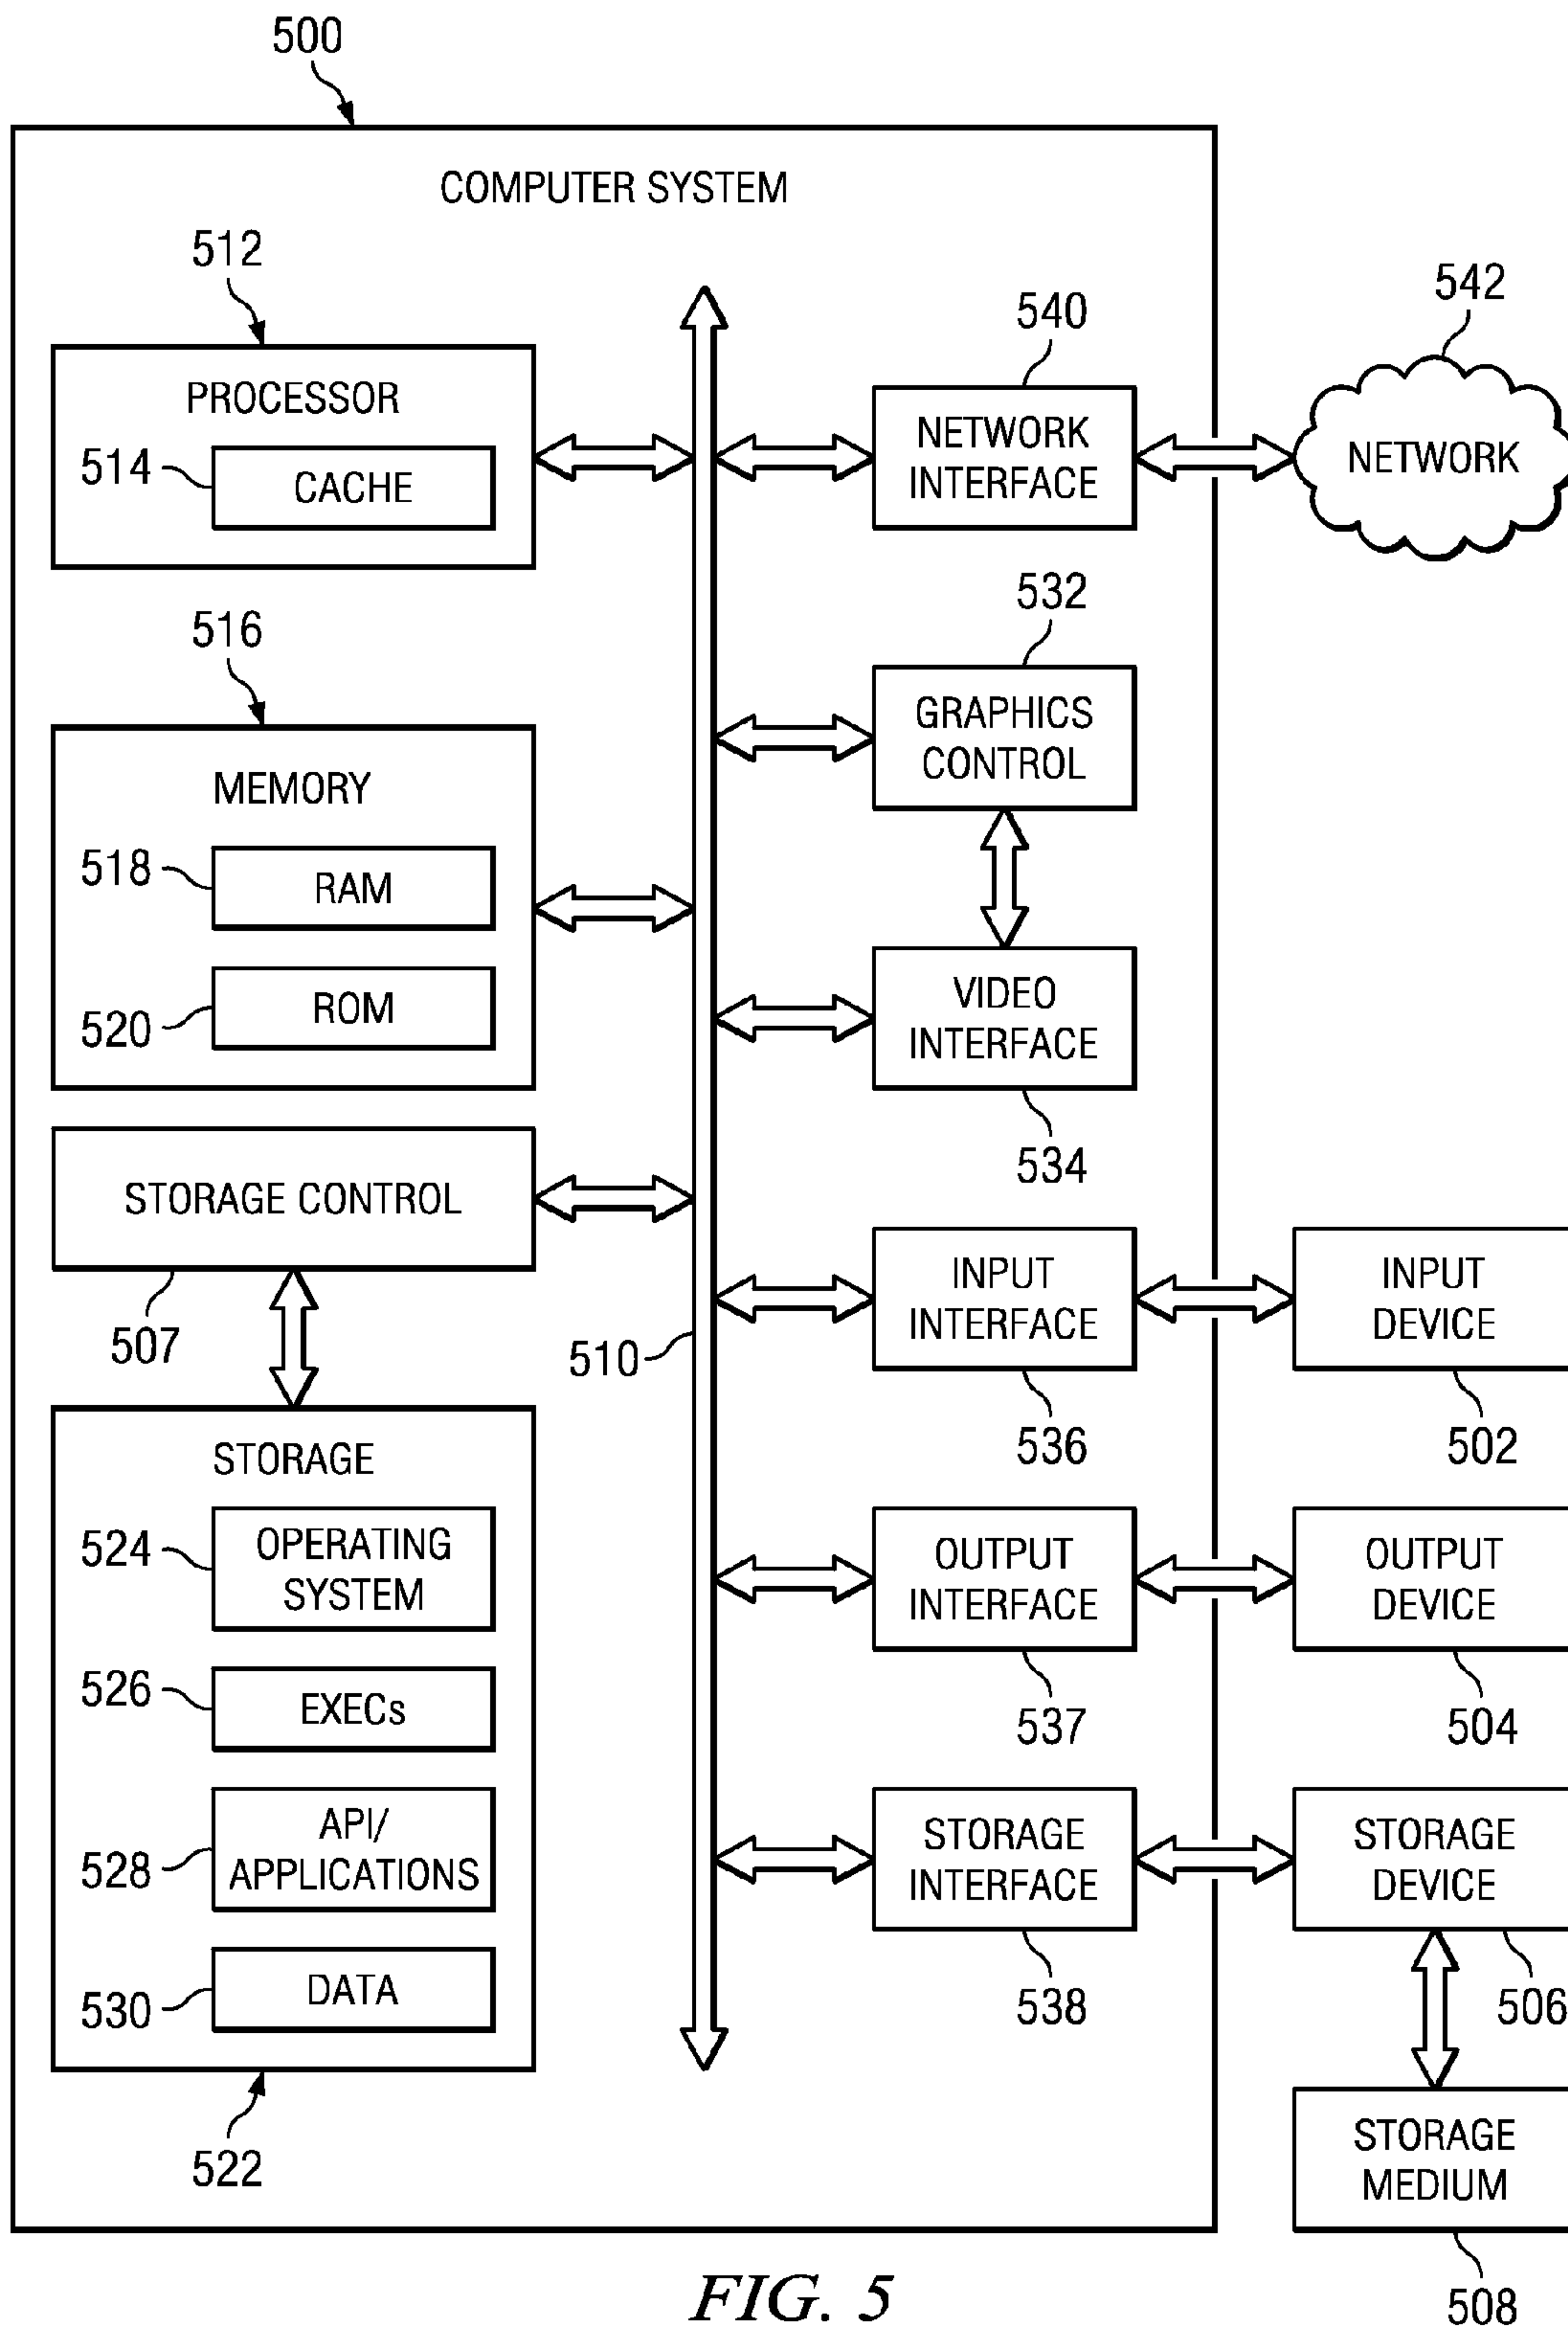 500
COMPUTER SYSTEM
512
PROCESSOR
514
CACHE
516
MEMORY
518
RAM
520
ROM
STORAGE CONTROL
507
STORAGE
524
OPERATING
SYSTEM
526
EXECs
528
API/
APPLICATIONS
530
DATA
522
510
540
NETWORK
INTERFACE
542
NETWORK
532
GRAPHICS
CONTROL
VIDEO
INTERFACE
534
INPUT
INTERFACE
536
INPUT
DEVICE
502
OUTPUT
INTERFACE
537
OUTPUT
DEVICE
504
STORAGE
INTERFACE
538
STORAGE
DEVICE
506
STORAGE
MEDIUM
508
FIG. 5